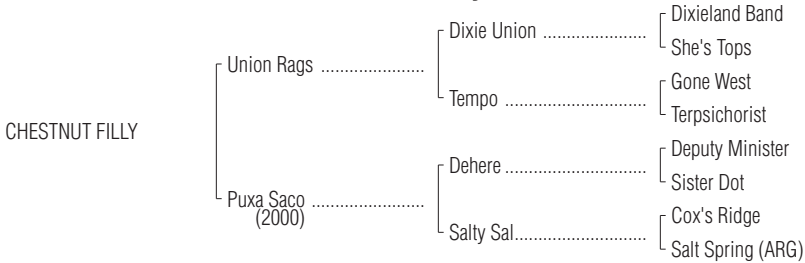 Dixieland Band
Dixie Union ......................
She's Tops
Union Rags ......................
Gone West
Tempo ..............................
Terpsichorist
CHESTNUT FILLY
Deputy Minister
Dehere ..............................
Sister Dot
Puxa Saco ........................
(2000)
Cox's Ridge
Salty Sal............................
Salt Spring (ARG)